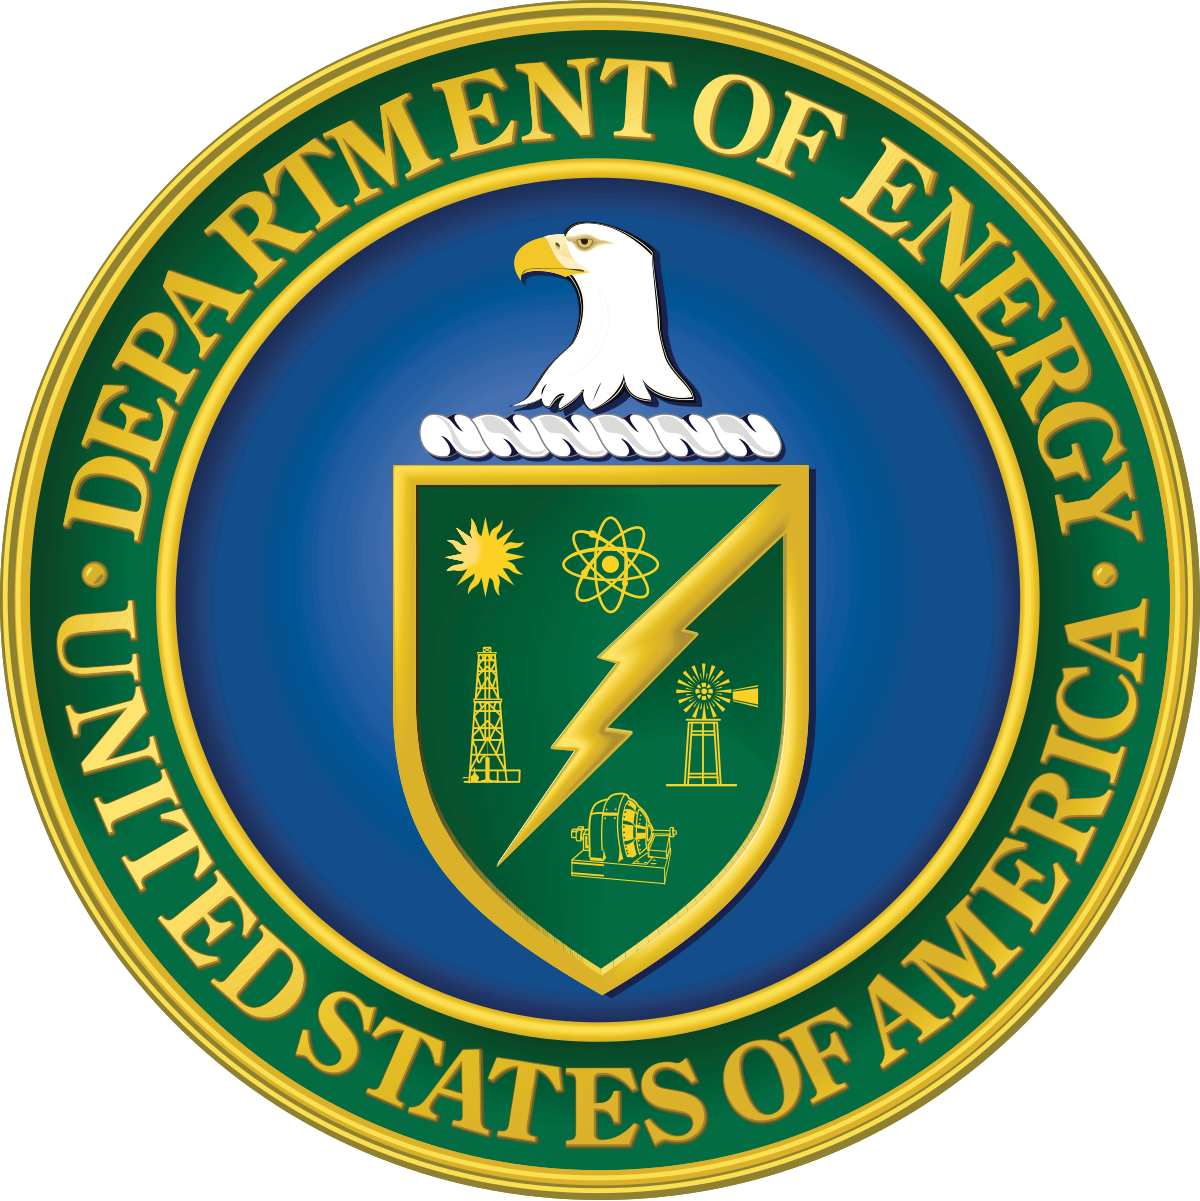 DEPARTMENT OF ENERGY
UNITED STATES OF AMERICA